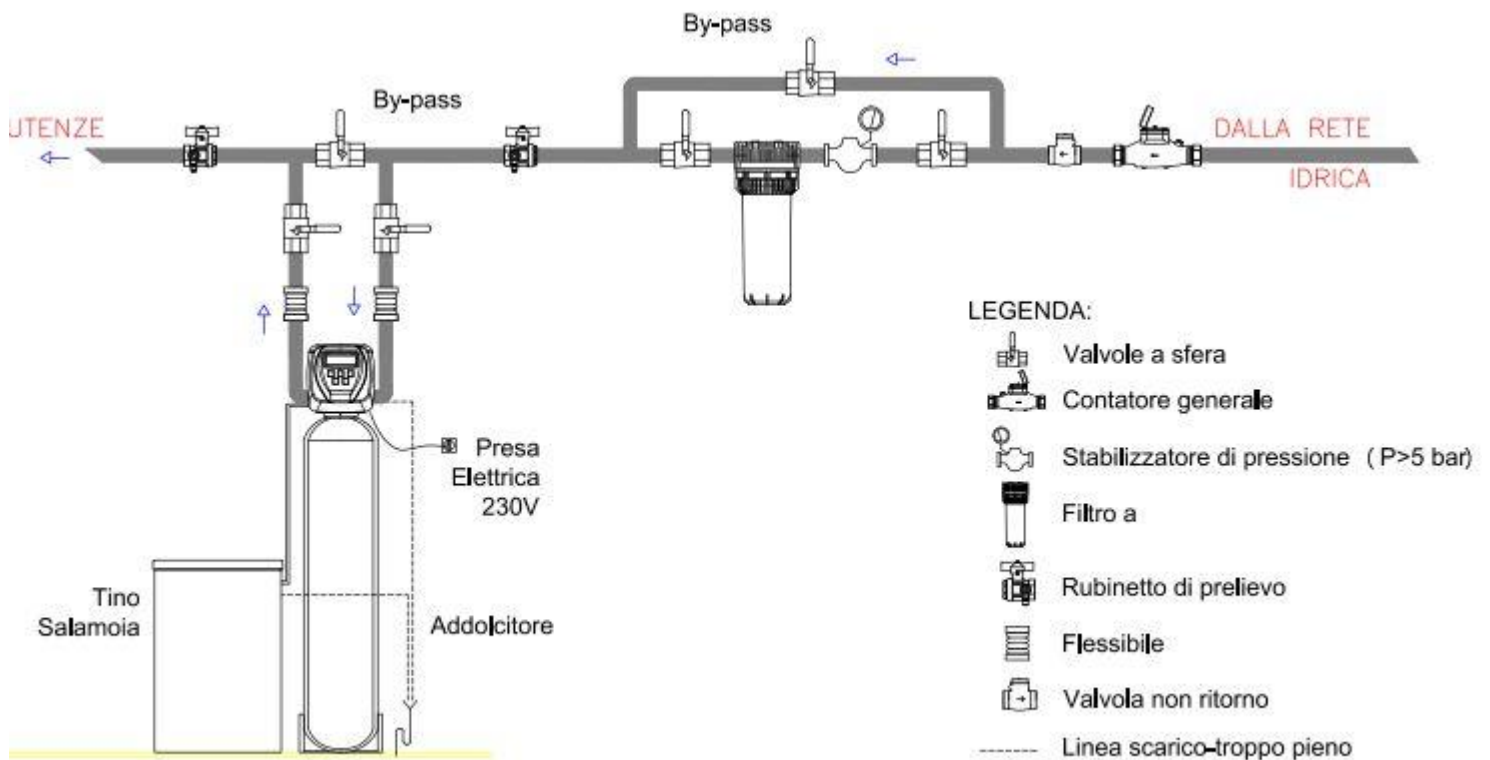 By-pass
By-pass
UTENZE
DALLA RETE
IDRICA
LEGENDA:
Valvole a sfera
Contatore generale
Stabilizzatore di pressione ( P>5 bar)
Filtro a
Rubinetto di prelievo
Flessibile
Valvola non ritorno
Linea scarico-troppo pieno
Presa
Elettrica
230V
Tino
Salamoia
Addolcitore